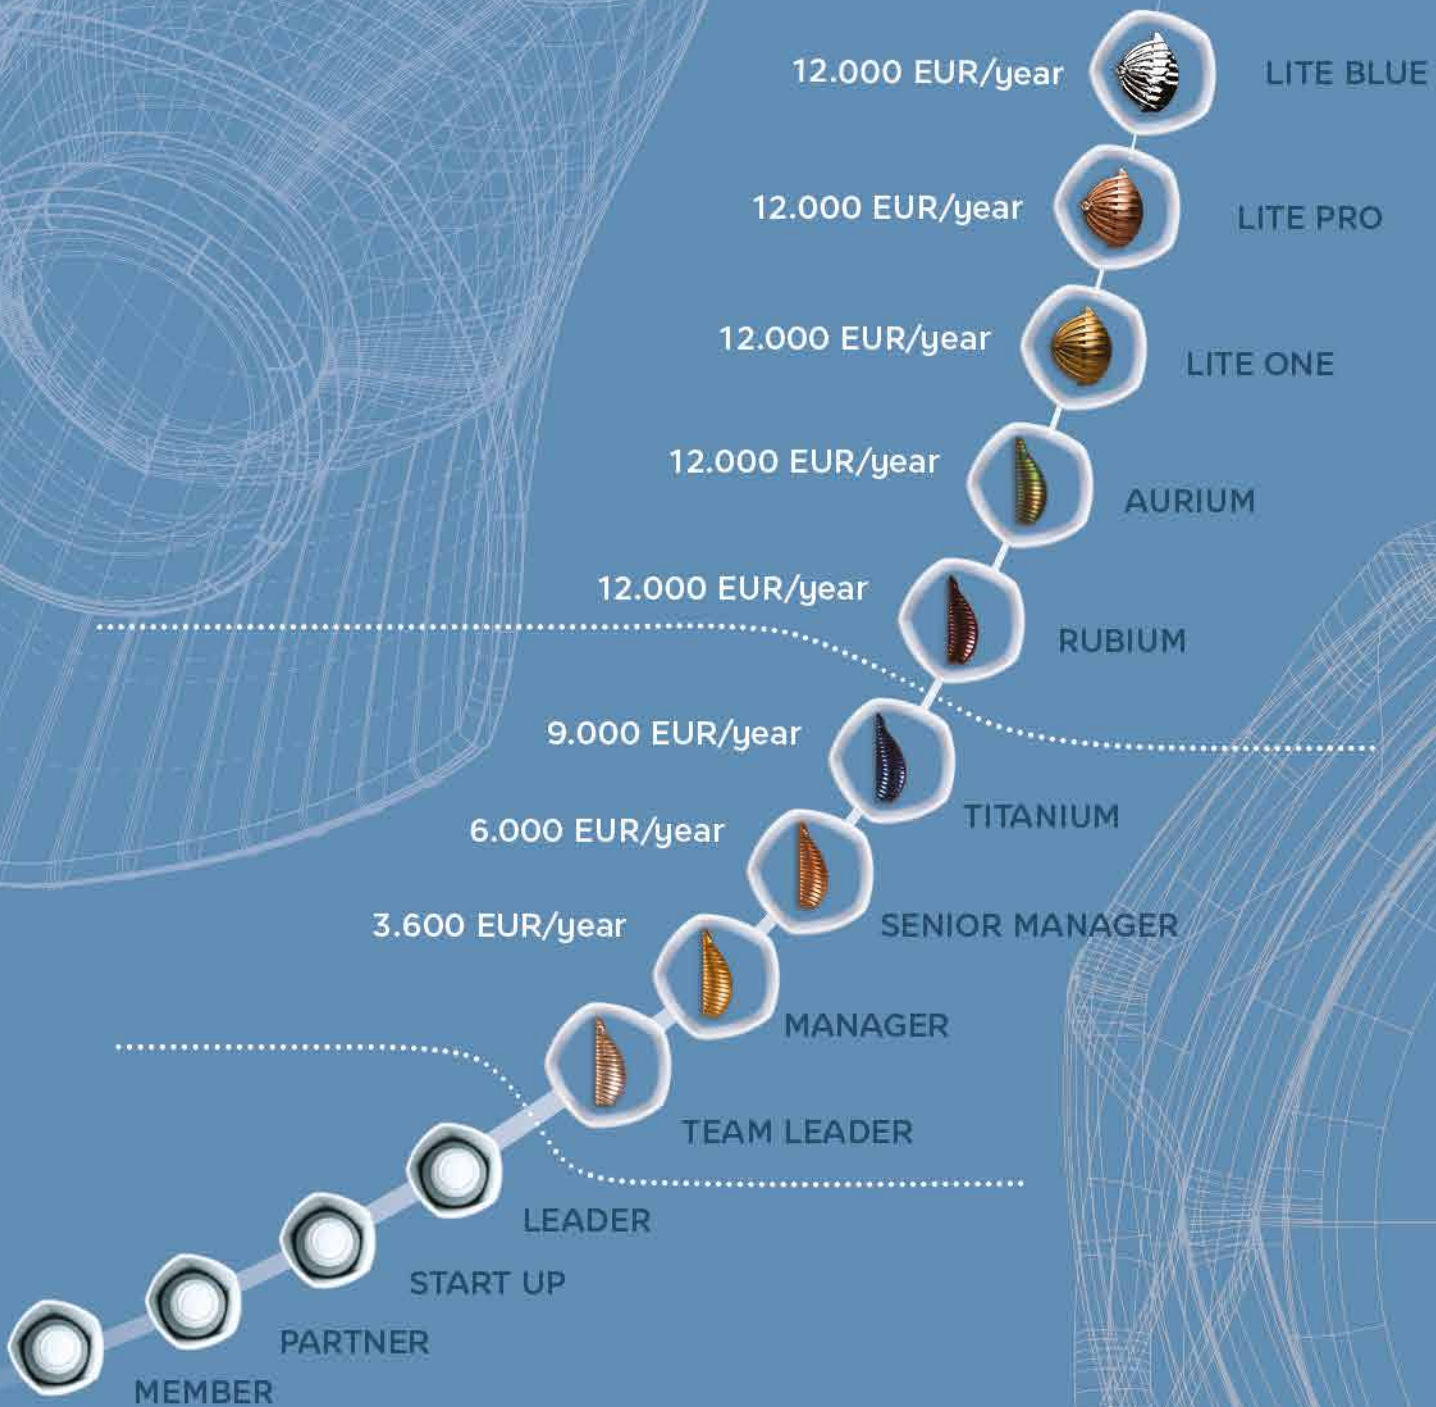 12.000 EUR/year LITE BLUE
12.000 EUR/year LITE PRO
12.000 EUR/year LITE ONE
12.000 EUR/year AURIUM
12.000 EUR/year RUBIUM
9.000 EUR/year TITANIUM
6.000 EUR/year SENIOR MANAGER
3.600 EUR/year MANAGER
TEAM LEADER
LEADER
START UP
PARTNER
MEMBER